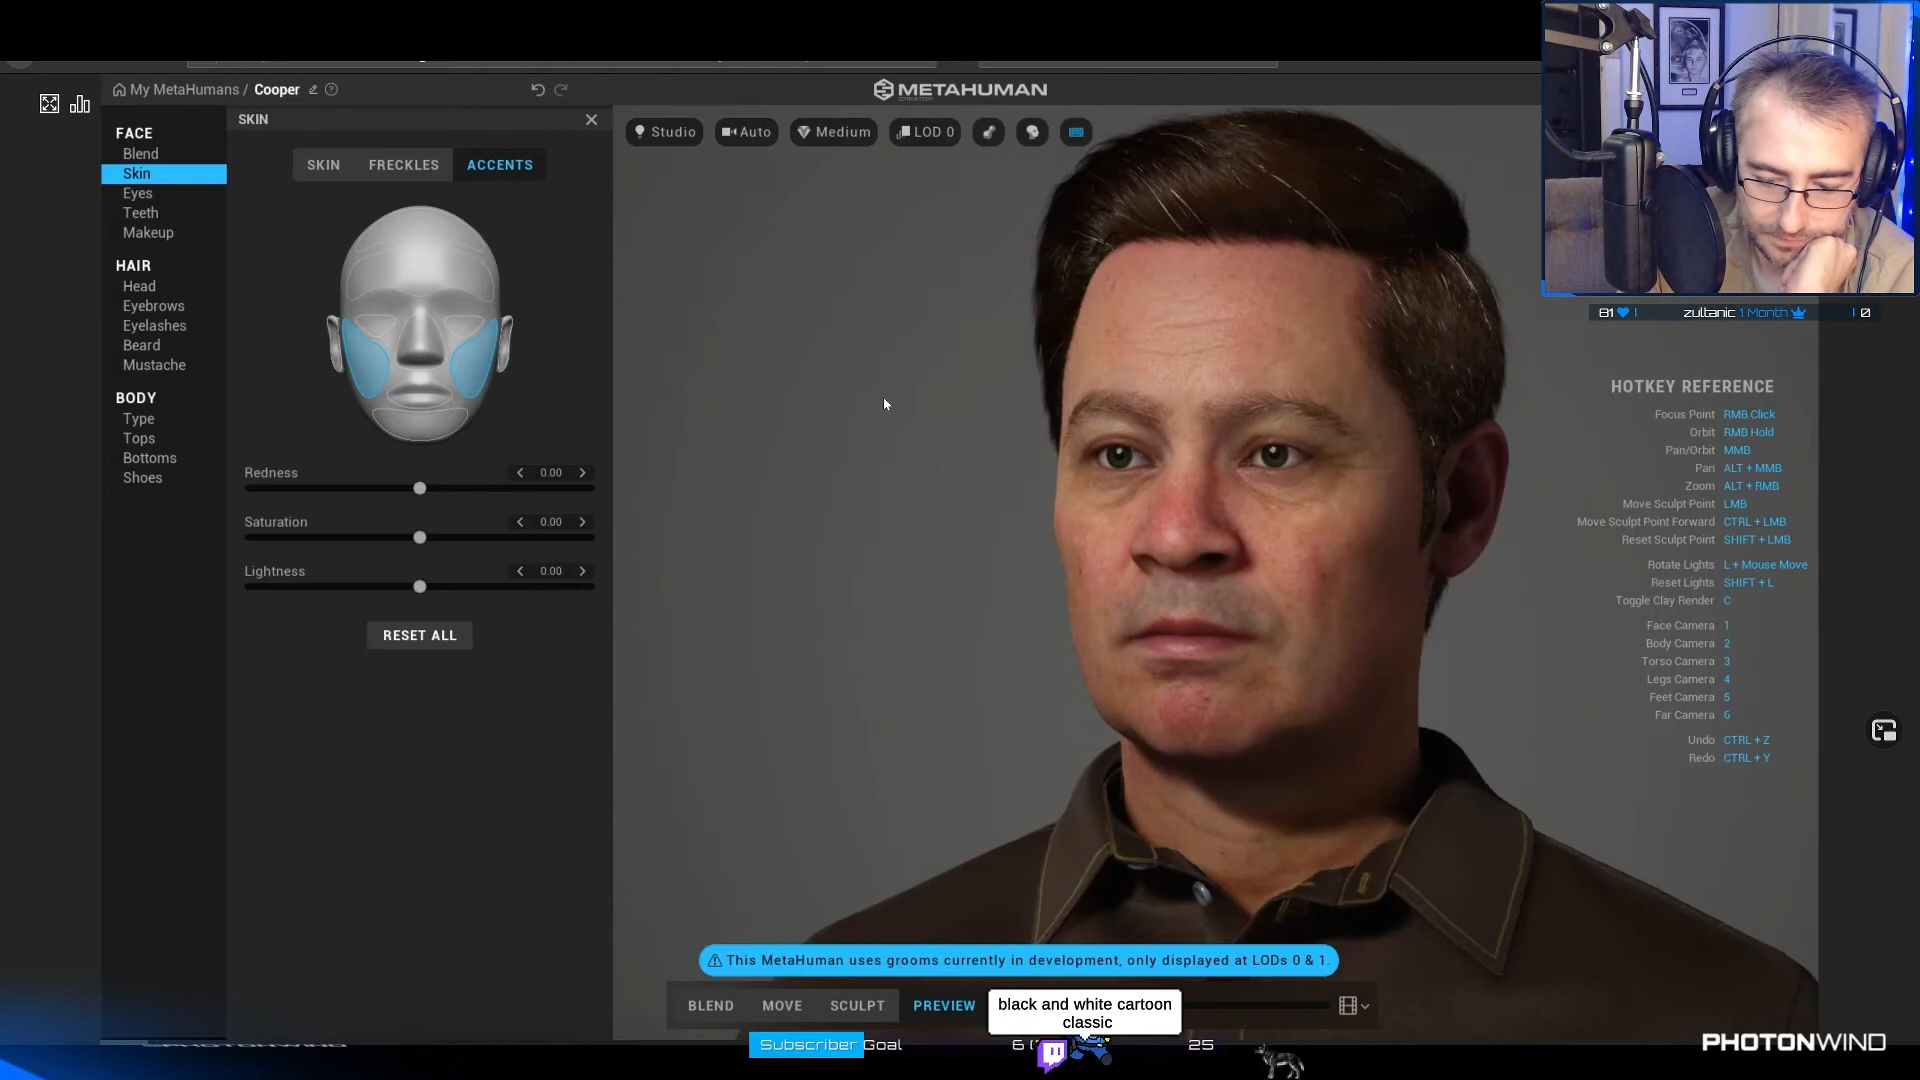 My MetaHumans / Cooper
METAHUMAN
CREATOR
FACE
Blend
Skin
Eyes
Teeth
Makeup
HAIR
Head
Eyebrows
Eyelashes
Beard
Mustache
BODY
Type
Tops
Bottoms
Shoes
SKIN
SKIN FRECKLES ACCENTS
Redness 0.00
Saturation 0.00
Lightness 0.00
RESET ALL
Studio Auto Medium LOD 0
81 zultanic 1 Month 0
HOTKEY REFERENCE
Focus Point RMB Click
Orbit RMB Hold
Pan/Orbit MMB
Pan ALT + MMB
Zoom ALT + RMB
Move Sculpt Point LMB
Move Sculpt Point Forward CTRL + LMB
Reset Sculpt Point SHIFT + LMB
Rotate Lights L + Mouse Move
Reset Lights SHIFT + L
Toggle Clay Render C
Face Camera 1
Body Camera 2
Torso Camera 3
Legs Camera 4
Feet Camera 5
Far Camera 6
Undo CTRL + Z
Redo CTRL + Y
This MetaHuman uses grooms currently in development, only displayed at LODs 0 & 1.
BLEND MOVE SCULPT PREVIEW
black and white cartoon
classic
Subscriber Goal 6 25
PHOTONWIND